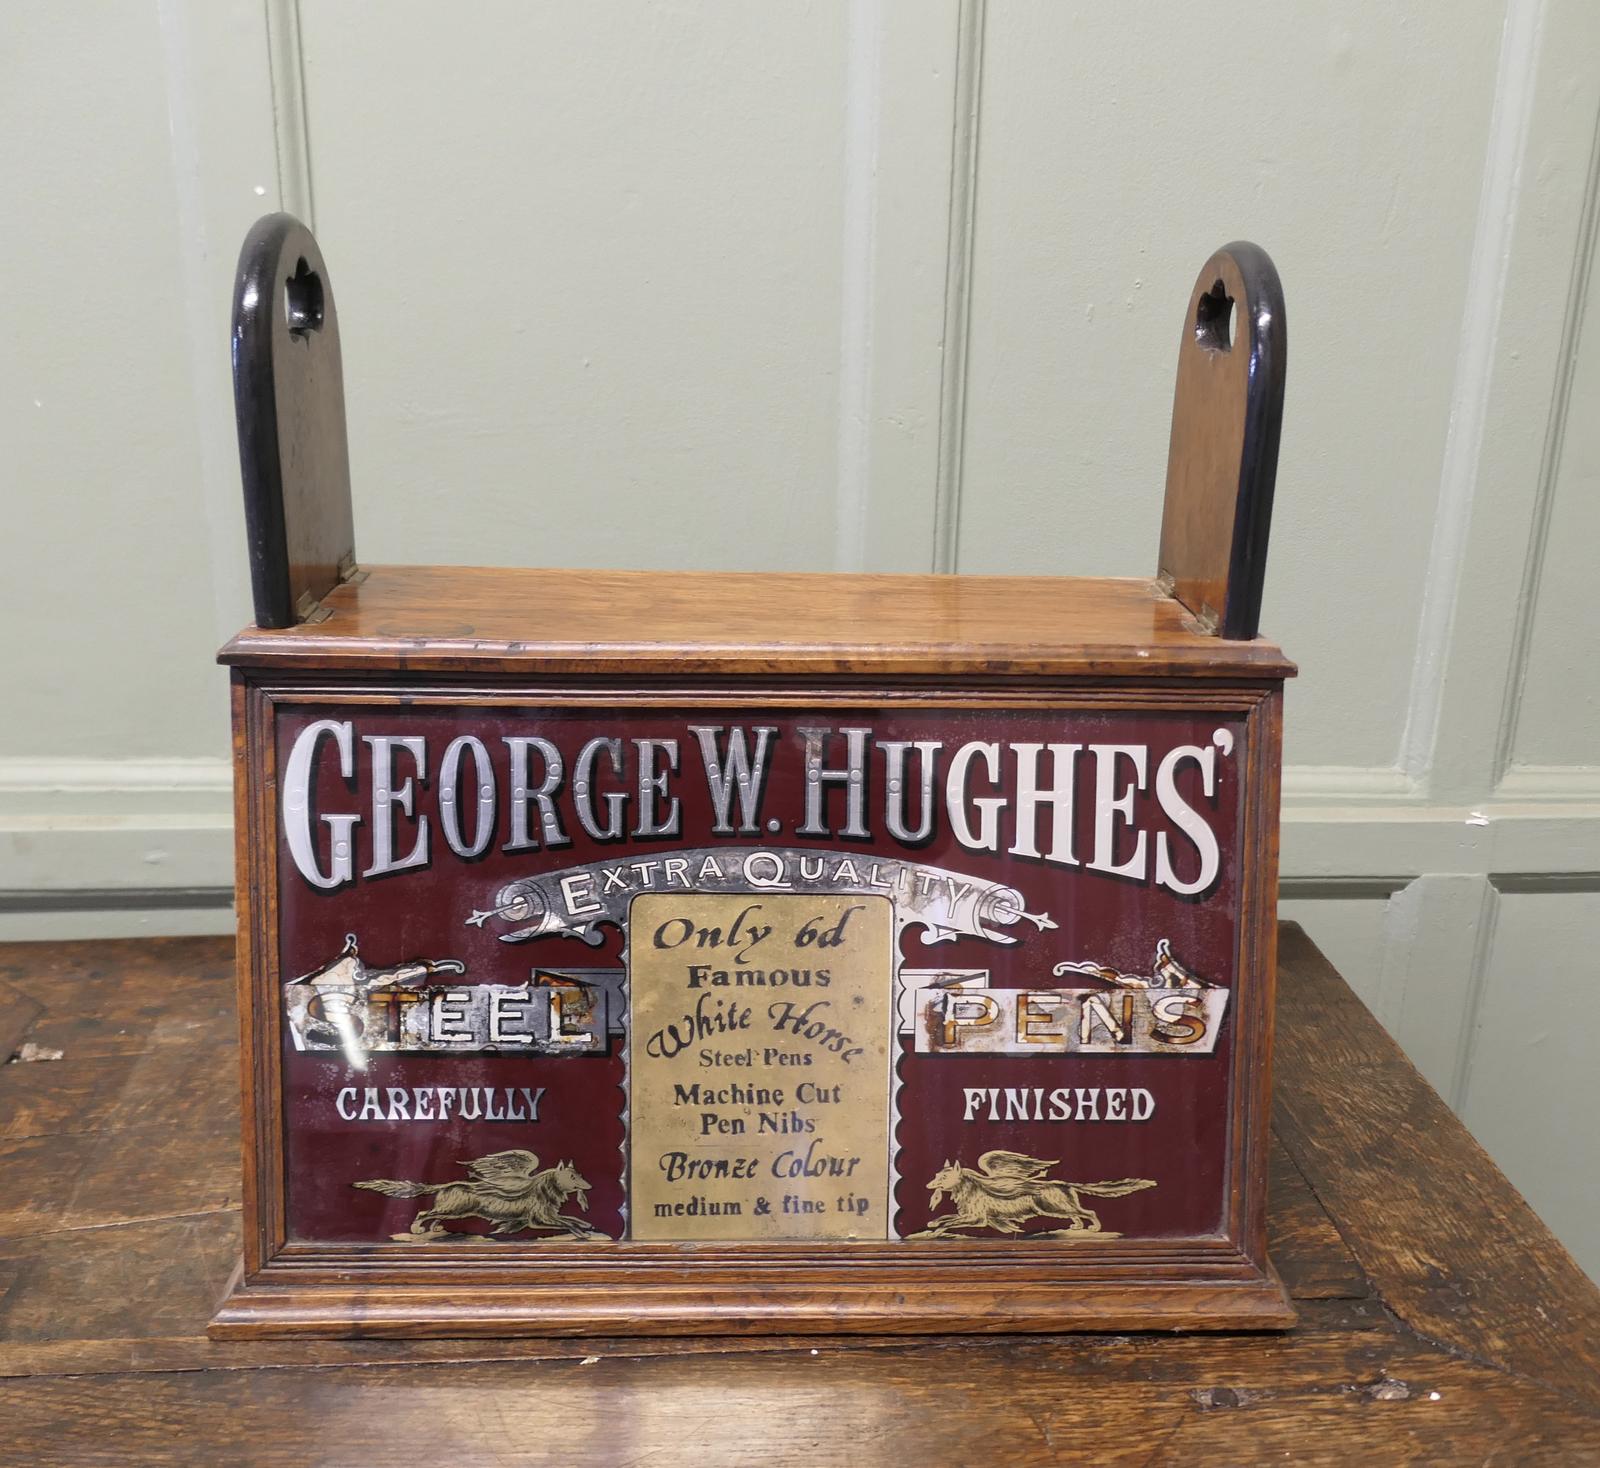 GEORGE W. HUGHES'
EXTRA QUALITY
STEEL PENS
CAREFULLY FINISHED
Only 6d
Famous
White Horse
Steel Pens
Machine Cut
Pen Nibs
Bronze Colour
medium & fine tip